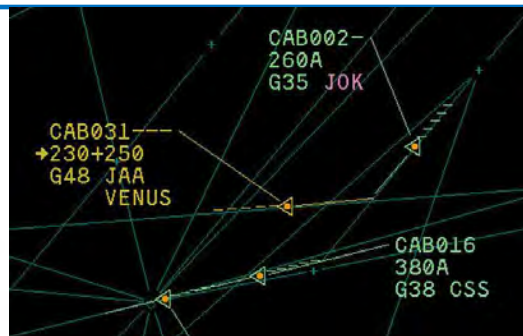 CAB002-
260A
G35 JOK
CAB031---
➔230+250
G48 JAA
VENUS
CAB016
380A
G38 CSS